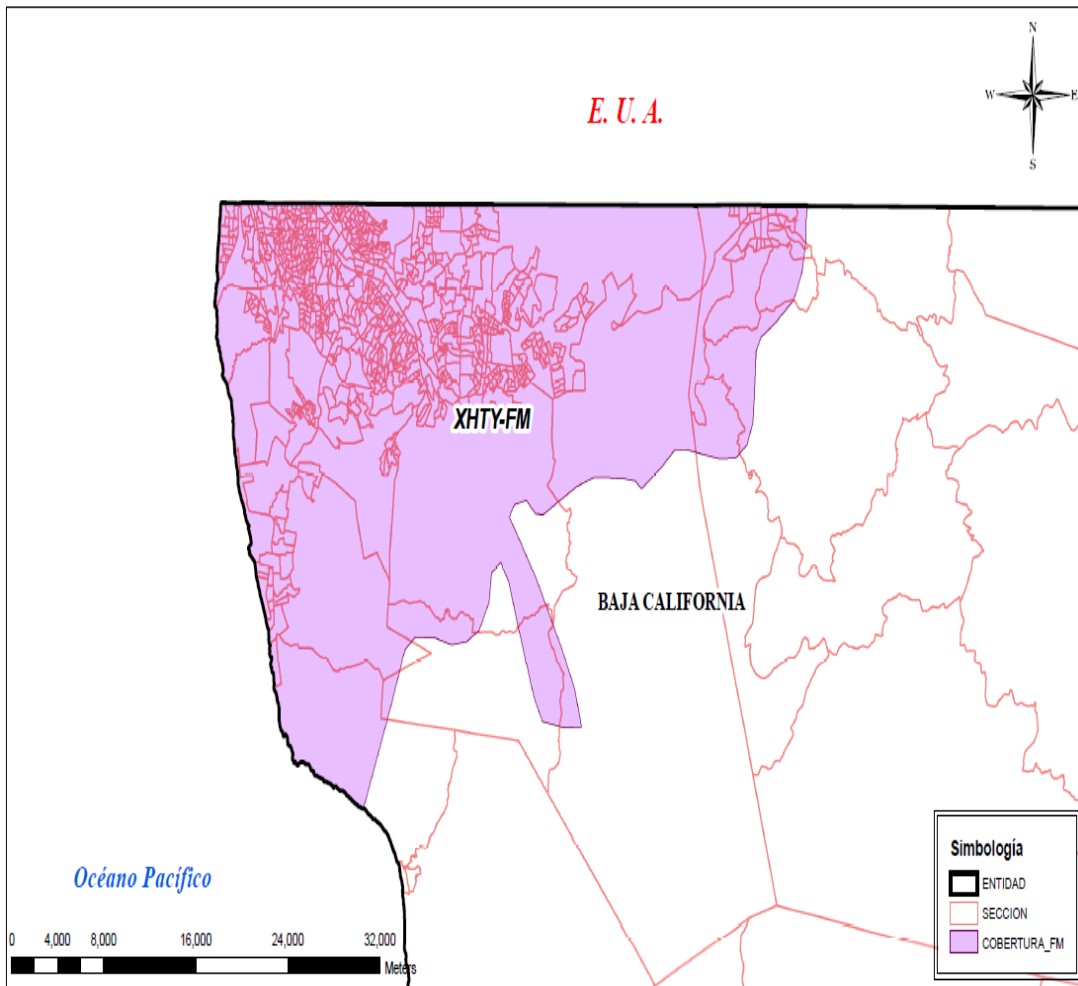 N
W
E
S
E. U. A.
XHTY-FM
BAJA CALIFORNIA
Océano Pacífico
0 4,000 8,000 16,000 24,000 32,000
Meters
Simbología
ENTIDAD
SECCION
COBERTURA_FM